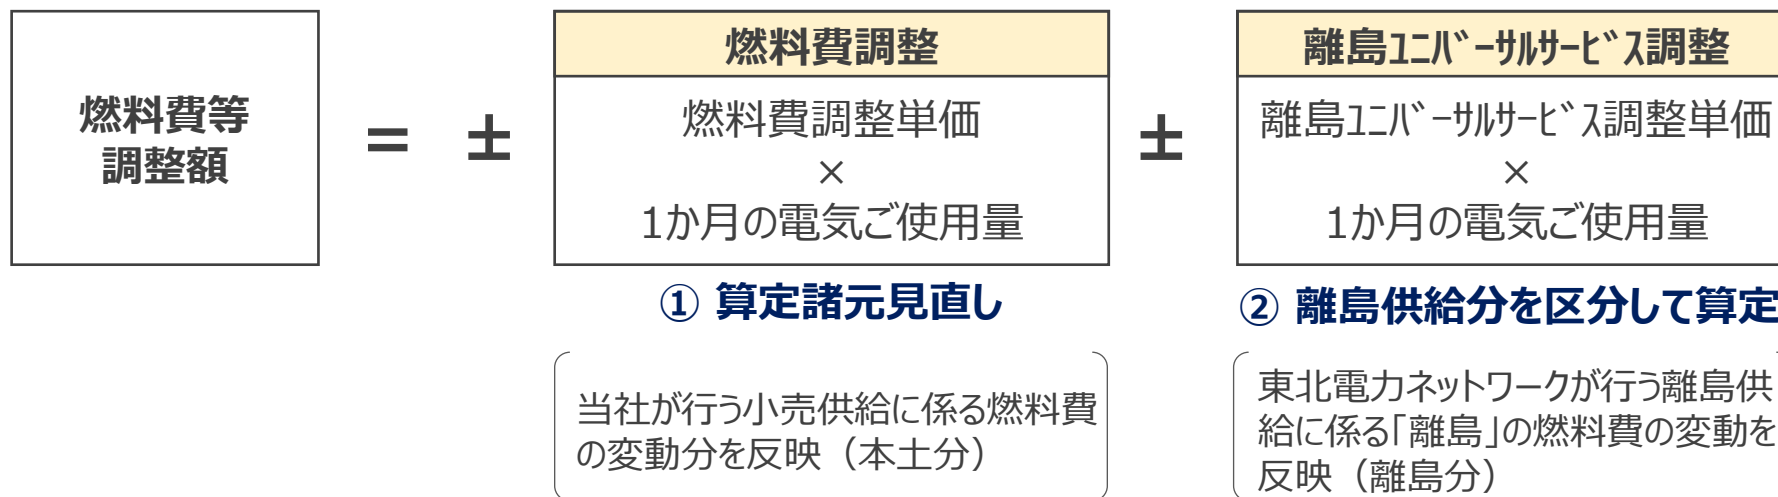 燃料費等
調整額
＝
±
燃料費調整
燃料費調整単価
×
1か月の電気ご使用量
① 算定諸元見直し
当社が行う小売供給に係る燃料費
の変動分を反映（本土分）
±
離島ﾕﾆﾊﾞｰｻﾙｻｰﾋﾞｽ調整
離島ﾕﾆﾊﾞｰｻﾙｻｰﾋﾞｽ調整単価
×
1か月の電気ご使用量
② 離島供給分を区分して算定
東北電力ネットワークが行う離島供
給に係る「離島」の燃料費の変動を
反映（離島分）